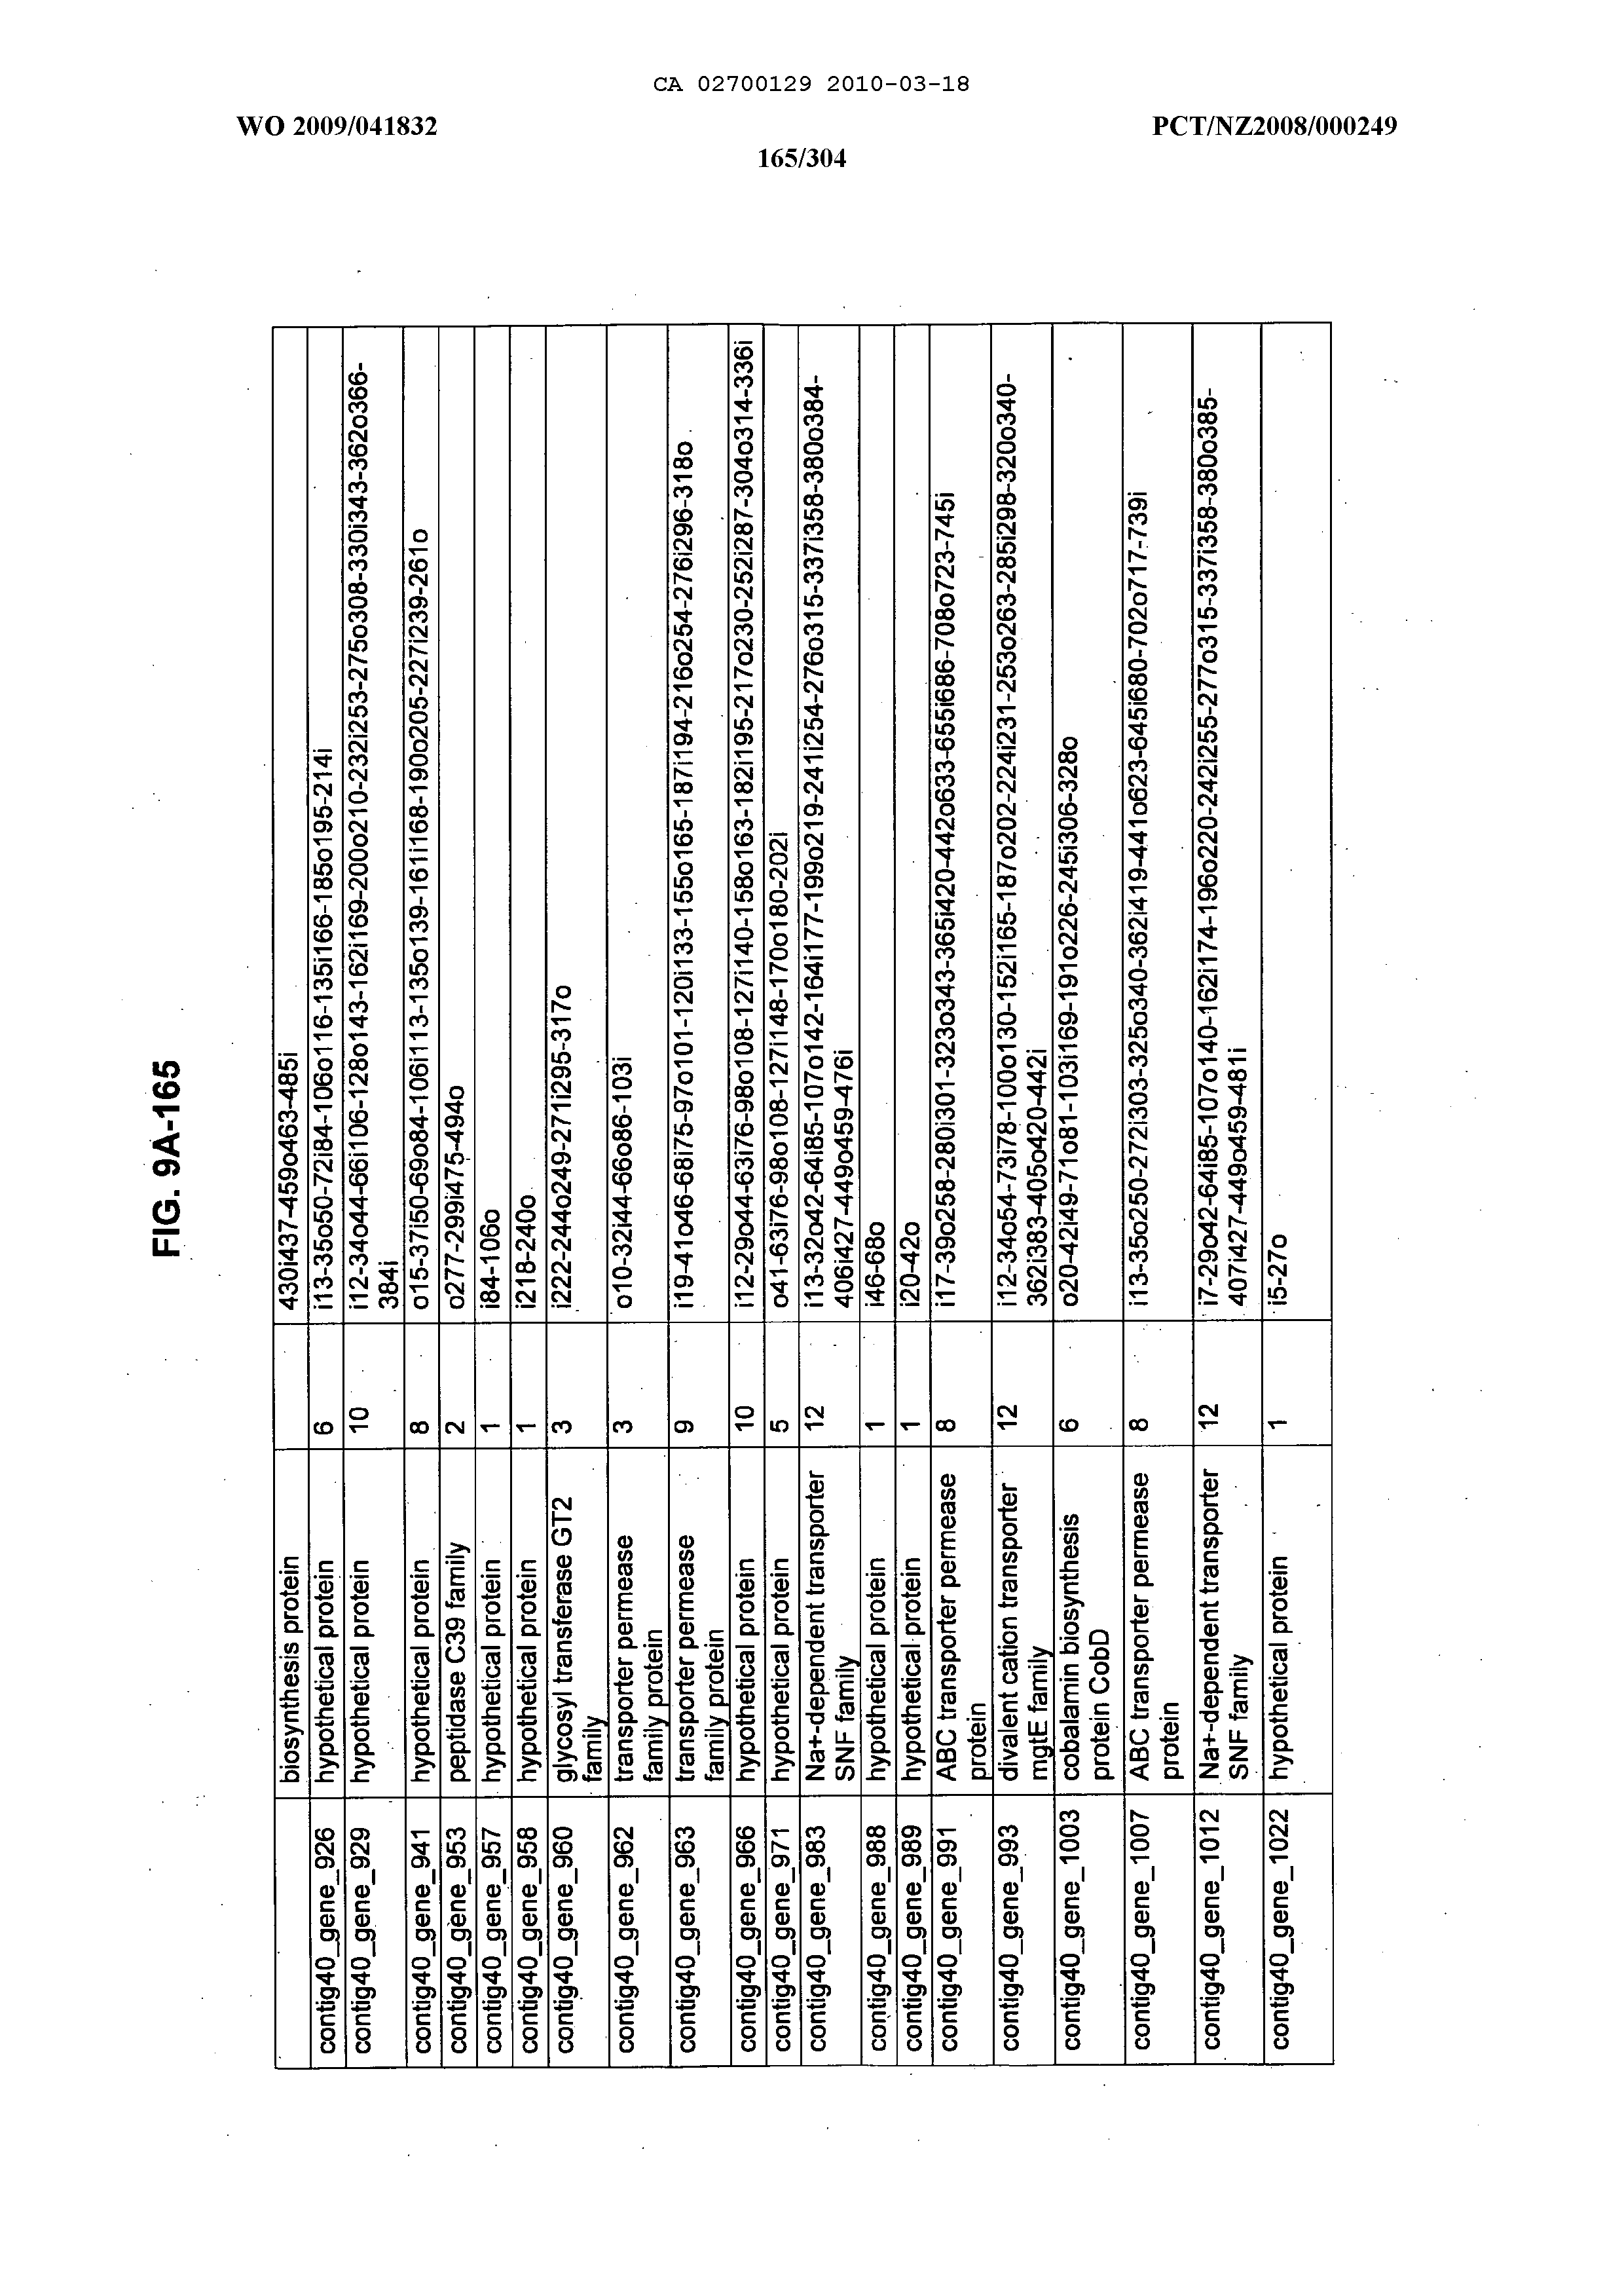 CA 02700129 2010-03-18
WO 2009/041832
PCT/NZ2008/000249
165/304
FIG. 9A-165
biosynthesis protein 430i437-459o463-485i
contig40_gene_926 hypothetical protein 6 i13-35o50-72i84-106o116-135i166-185o195-214i
contig40_gene_929 hypothetical protein 10 i12-34o44-66i106-128o143-162i169-200o210-232i253-275o308-330i343-362o366-
384i
contig40_gene_941 hypothetical protein 8 o15-37i50-69o84-106i113-135o139-161i168-190o205-227i239-261o
contig40_gene_953 peptidase C39 family 2 o277-299i475-494o
contig40_gene_957 hypothetical protein 1 i84-106o
contig40_gene_958 hypothetical protein 1 i218-240o
contig40_gene_960 glycosyl transferase GT2 3 i222-244o249-271i295-317o
family
contig40_gene_962 transporter permease 3 o10-32i44-66o86-103i
family protein
contig40_gene_963 transporter permease 9 i19-41o46-68i75-97o101-120i133-155o165-187i194-216o254-276i296-318o
family protein
contig40_gene_966 hypothetical protein 10 i12-29o44-63i76-98o108-127i140-158o163-182i195-217o230-252i287-304o314-336i
contig40_gene_971 hypothetical protein 5 o41-63i76-98o108-127i148-170o180-202i
contig40_gene_983 Na+-dependent transporter 12 i13-32o42-64i85-107o142-164i177-199o219-241i254-276o315-337i358-380o384-
SNF family 406i427-449o459-476i
contig40_gene_988 hypothetical protein 1 i46-68o
contig40_gene_989 hypothetical protein 1 i20-42o
contig40_gene_991 ABC transporter permease 8 i17-39o258-280i301-323o343-365i420-442o633-655i686-708o723-745i
protein
contig40_gene_993 divalent cation transporter 12 i12-34o54-73i78-100o130-152i165-187o202-224i231-253o263-285i298-320o340-
mgtE family 362i383-405o420-442i
contig40_gene_1003 cobalamin biosynthesis 6 o20-42i49-71o81-103i169-191o226-245i306-328o
protein CobD
contig40_gene_1007 ABC transporter permease 8 i13-35o250-272i303-325o340-362i419-441o623-645i680-702o717-739i
protein
contig40_gene_1012 Na+-dependent transporter 12 i7-29o42-64i85-107o140-162i174-196o220-242i255-277o315-337i358-380o385-
SNF family 407i427-449o459-481i
contig40_gene_1022 hypothetical protein 1 i5-27o